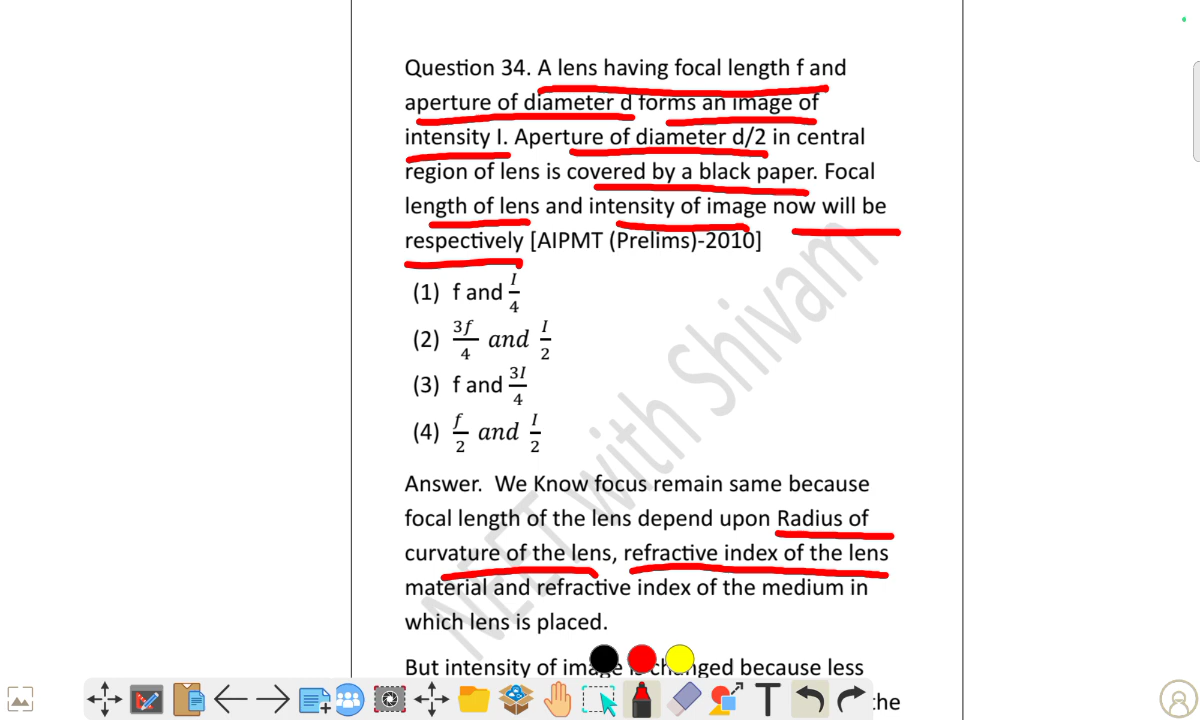 Question 34. A lens having focal length f and
aperture of diameter d forms an image of
intensity I. Aperture of diameter d/2 in central
region of lens is covered by a black paper. Focal
length of lens and intensity of image now will be
respectively [AIPMT (Prelims)-2010]
(1) f and I/4
(2) 3f/4 and I/2
(3) f and 3I/4
(4) f/2 and I/2
Answer. We Know focus remain same because
focal length of the lens depend upon Radius of
curvature of the lens, refractive index of the lens
material and refractive index of the medium in
which lens is placed.
But intensity of image is changed because less
the
NEET with Shivam